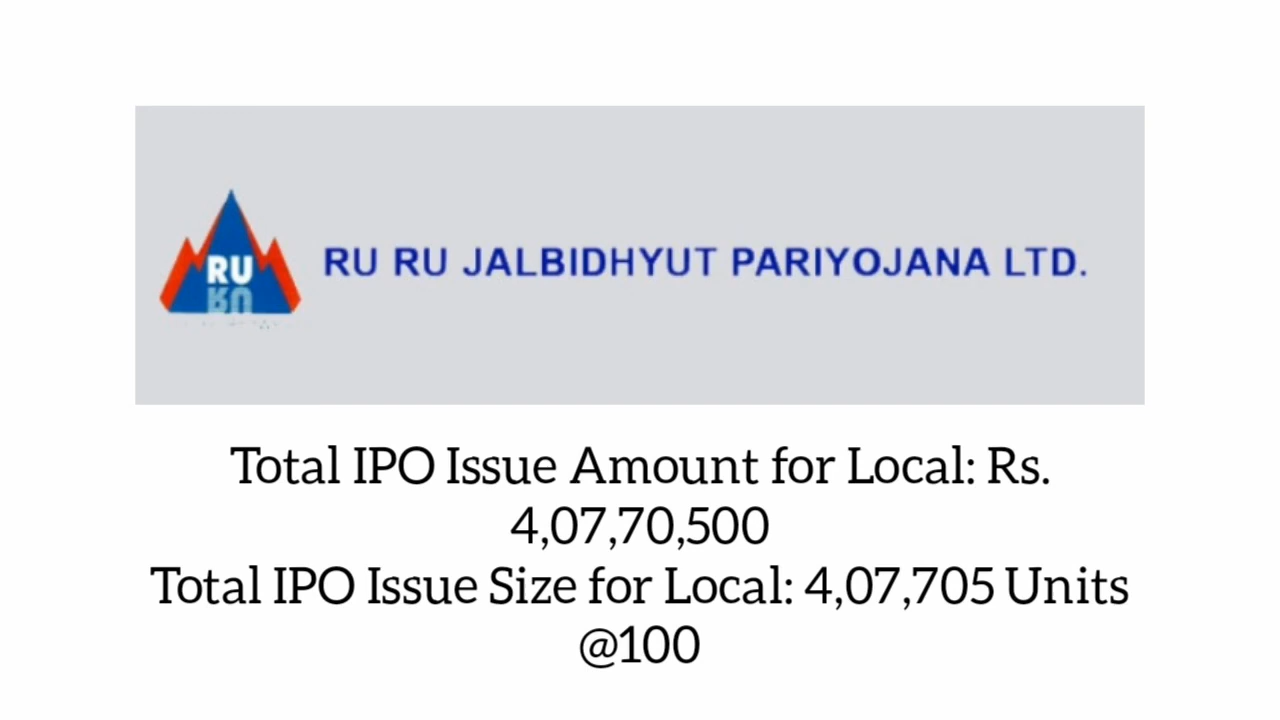 RU
RU RU JALBIDHYUT PARIYOJANA LTD.
Total IPO Issue Amount for Local: Rs.
4,07,70,500
Total IPO Issue Size for Local: 4,07,705 Units
@100